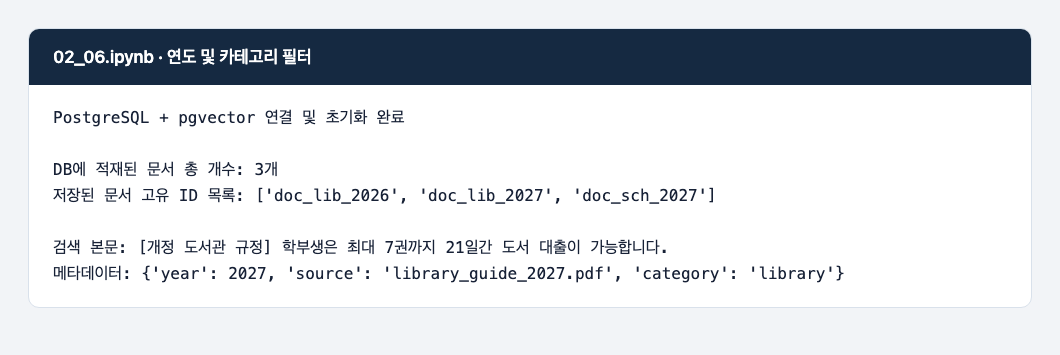 02_06.ipynb · 연도 및 카테고리 필터
PostgreSQL + pgvector 연결 및 초기화 완료
DB에 적재된 문서 총 개수: 3개
저장된 문서 고유 ID 목록: ['doc_lib_2026', 'doc_lib_2027', 'doc_sch_2027']
검색 본문: [개정 도서관 규정] 학부생은 최대 7권까지 21일간 도서 대출이 가능합니다.
메타데이터: {'year': 2027, 'source': 'library_guide_2027.pdf', 'category': 'library'}